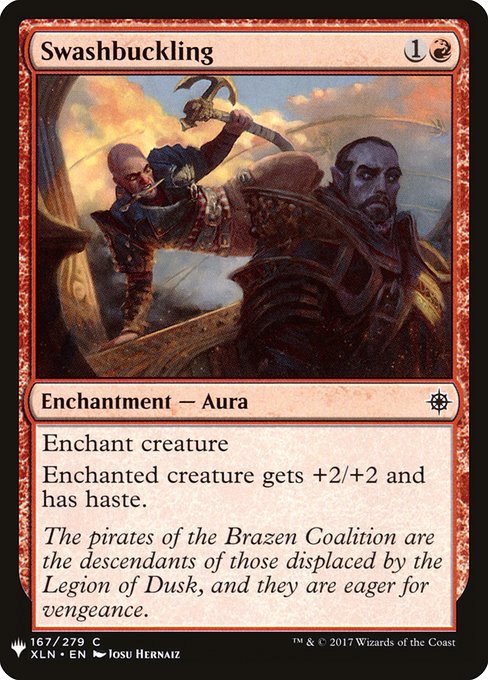 Swashbuckling 1
Enchantment — Aura
Enchant creature
Enchanted creature gets +2/+2 and
has haste.
The pirates of the Brazen Coalition are
the descendants of those displaced by the
Legion of Dusk, and they are eager for
vengeance.
167/279 C
XLN • EN Josu Hernaiz
™ & © 2017 Wizards of the Coast